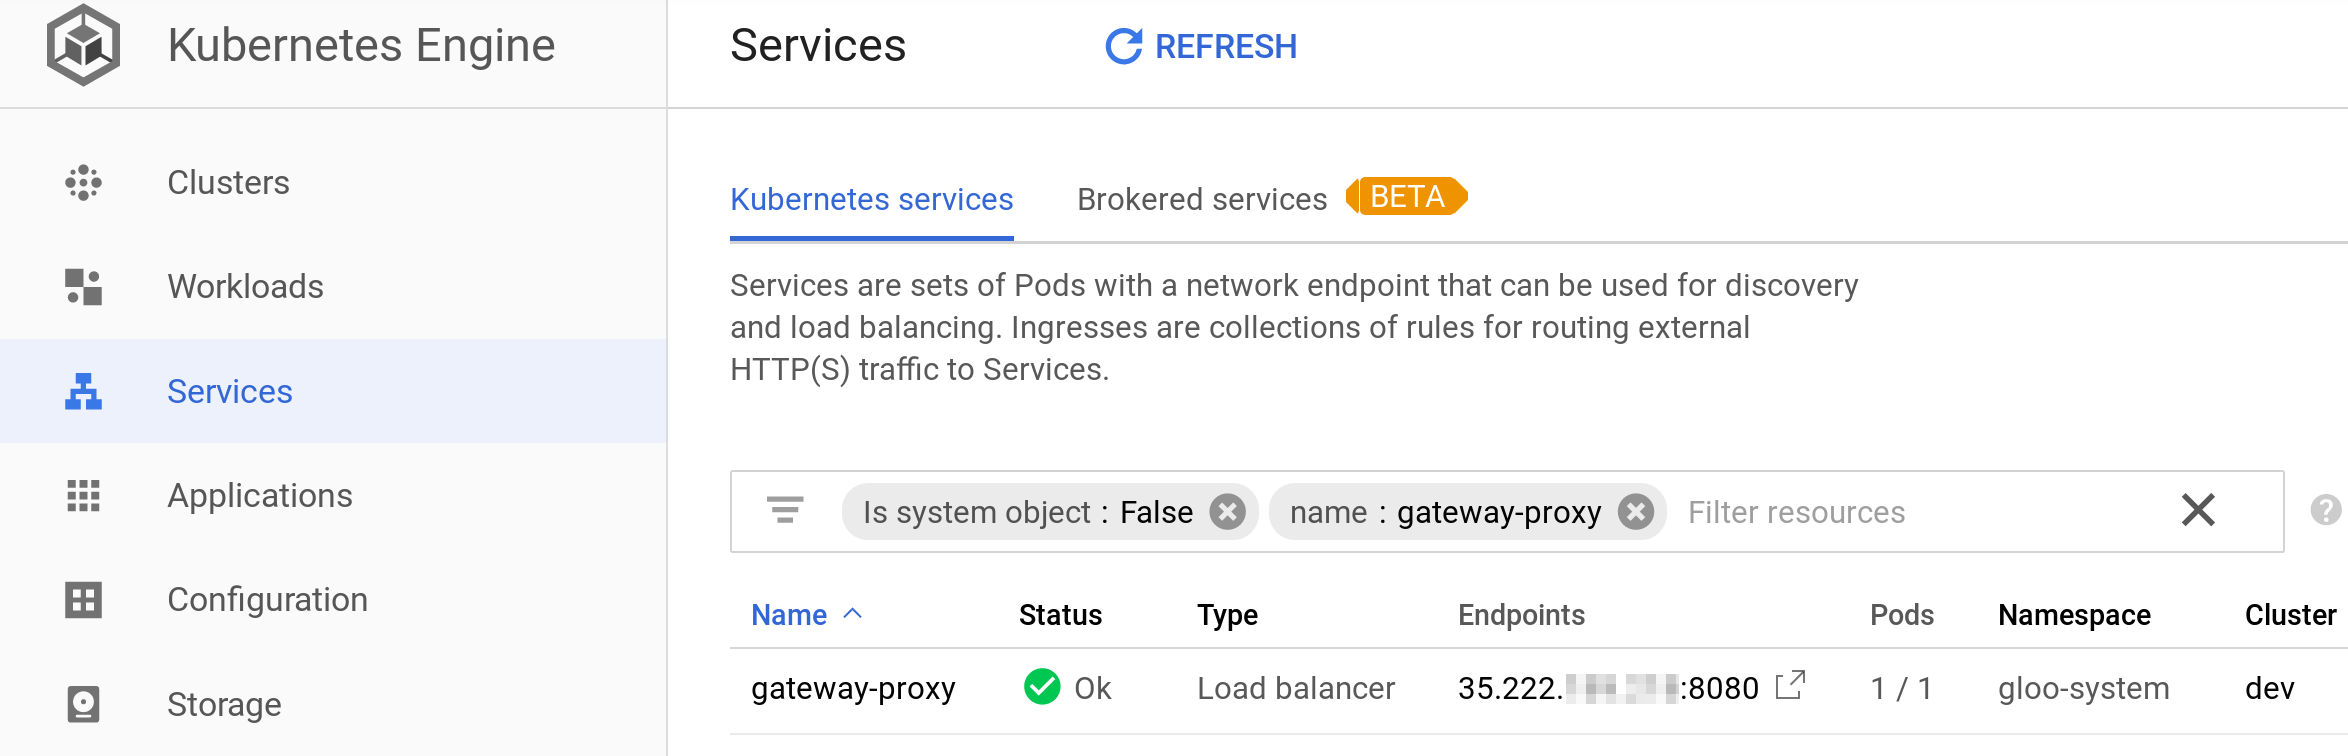 Kubernetes Engine
Services
REFRESH
Clusters
Workloads
Services
Applications
Configuration
Storage
Kubernetes services
Brokered services
BETA
Services are sets of Pods with a network endpoint that can be used for discovery
and load balancing. Ingresses are collections of rules for routing external
HTTP(S) traffic to Services.
Is system object : False name : gateway-proxy Filter resources
?
Name Status Type Endpoints Pods Namespace Cluster
gateway-proxy Ok Load balancer 35.222. :8080 1 / 1 gloo-system dev